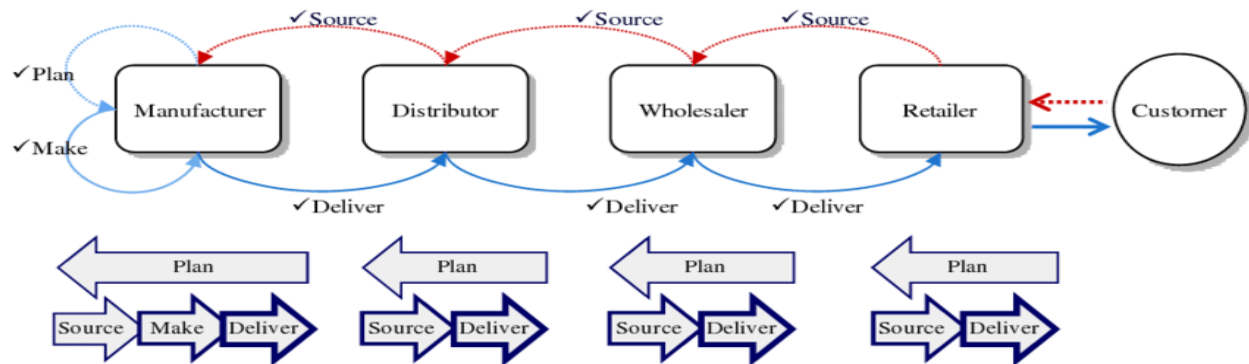 ✓Source ✓Source ✓Source
✓Plan
Manufacturer Distributor Wholesaler Retailer Customer
✓Make
✓Deliver ✓Deliver ✓Deliver
Plan Plan Plan Plan
Source Make Deliver Source Deliver Source Deliver Source Deliver